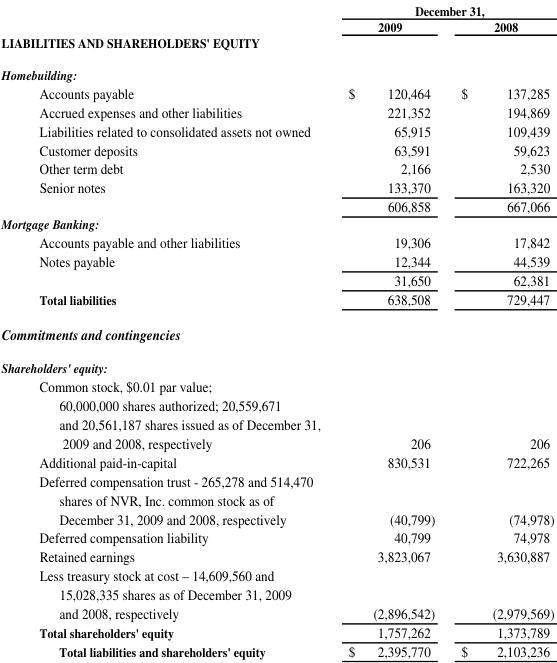 December 31,
2009 2008
LIABILITIES AND SHAREHOLDERS' EQUITY
Homebuilding:
Accounts payable $ 120,464 $ 137,285
Accrued expenses and other liabilities 221,352 194,869
Liabilities related to consolidated assets not owned 65,915 109,439
Customer deposits 63,591 59,623
Other term debt 2,166 2,530
Senior notes 133,370 163,320
606,858 667,066
Mortgage Banking:
Accounts payable and other liabilities 19,306 17,842
Notes payable 12,344 44,539
31,650 62,381
Total liabilities 638,508 729,447
Commitments and contingencies
Shareholders' equity:
Common stock, $0.01 par value;
60,000,000 shares authorized; 20,559,671
and 20,561,187 shares issued as of December 31,
2009 and 2008, respectively 206 206
Additional paid-in-capital 830,531 722,265
Deferred compensation trust - 265,278 and 514,470
shares of NVR, Inc. common stock as of
December 31, 2009 and 2008, respectively (40,799) (74,978)
Deferred compensation liability 40,799 74,978
Retained earnings 3,823,067 3,630,887
Less treasury stock at cost – 14,609,560 and
15,028,335 shares as of December 31, 2009
and 2008, respectively (2,896,542) (2,979,569)
Total shareholders' equity 1,757,262 1,373,789
Total liabilities and shareholders' equity $ 2,395,770 $ 2,103,236